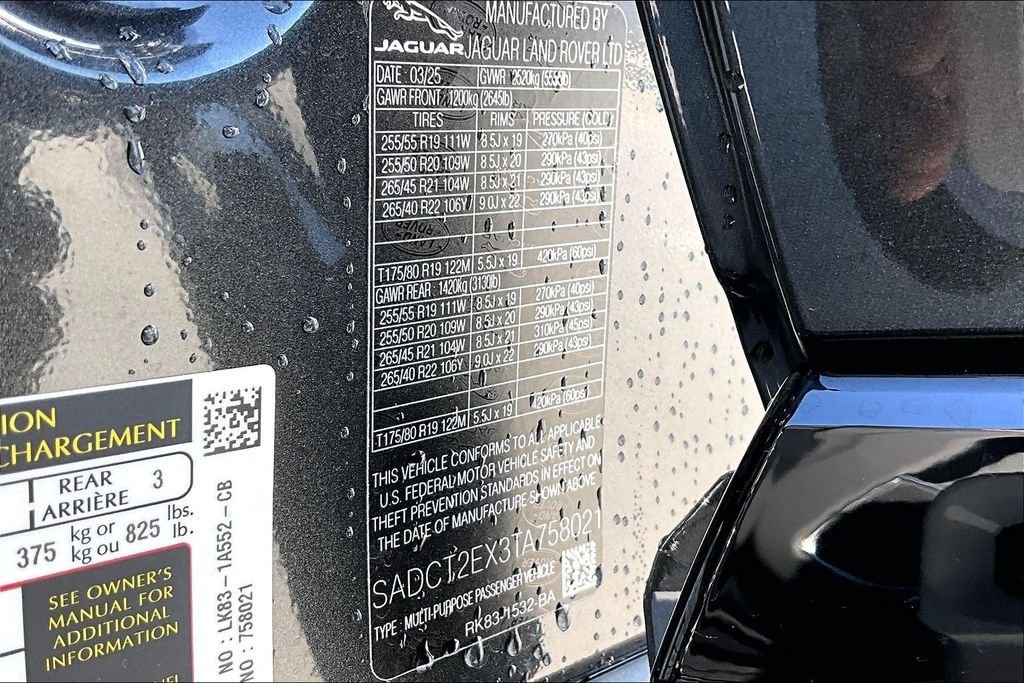 JAGUAR
MANUFACTURED BY
JAGUAR LAND ROVER LTD
DATE : 03/25 GVWR 2520kg (5555lb)
GAWR FRONT : 1200kg (2645lb)
TIRES RIMS PRESSURE (COLD)
255/55 R19 111W 8.5J x 19 270kPa (40psi)
255/50 R20 109W 8.5J x 20 290kPa (43psi)
265/45 R21 104W 8.5J x 21 290kPa (43psi)
265/40 R22 106Y 9.0J x 22 290kPa (43psi)
T175/80 R19 122M 5.5J x 19 420kPa (60psi)
GAWR REAR : 1420kg (3130lb)
255/55 R19 111W 8.5J x 19 270kPa (40psi)
255/50 R20 109W 8.5J x 20 290kPa (43psi)
265/45 R21 104W 8.5J x 21 310kPa (45psi)
265/40 R22 106Y 9.0J x 22 290kPa (43psi)
T175/80 R19 122M 5.5J x 19 420kPa (60psi)
THIS VEHICLE CONFORMS TO ALL APPLICABLE
U.S. FEDERAL MOTOR VEHICLE SAFETY AND
THEFT PREVENTION STANDARDS IN EFFECT ON
THE DATE OF MANUFACTURE SHOWN ABOVE
SADCT2EX3TA758021
TYPE : MULTI-PURPOSE PASSENGER VEHICLE
RK83-1532-BA
ION
CHARGEMENT
REAR
ARRIÈRE 3
375 kg or 825 lbs.
kg ou lb.
SEE OWNER'S
MANUAL FOR
ADDITIONAL
INFORMATION
NO : LK83-1A552-CB
NO : 758021